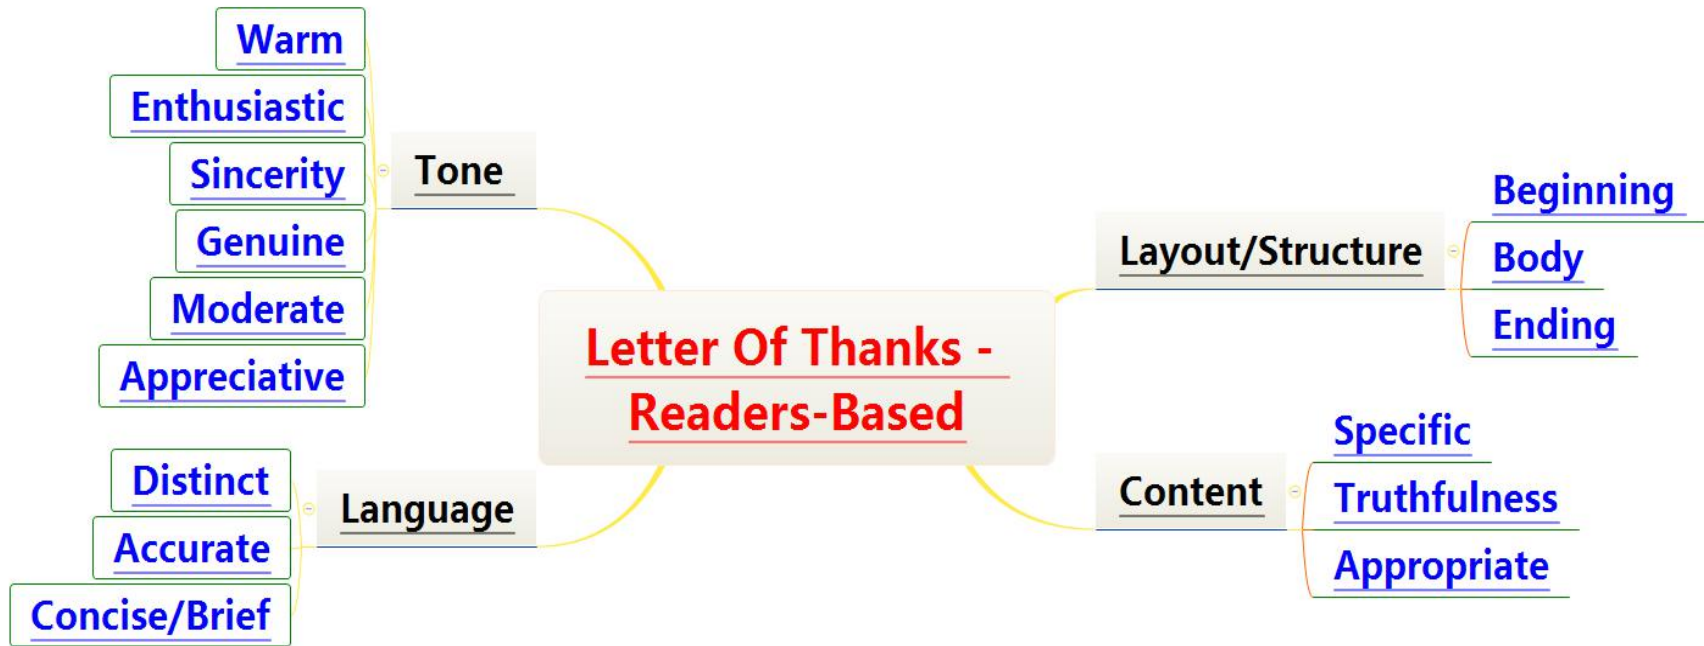 Warm
Enthusiastic
Sincerity
Genuine
Moderate
Appreciative
Tone
Distinct
Accurate
Concise/Brief
Language
Letter Of Thanks -
Readers-Based
Layout/Structure
Beginning
Body
Ending
Content
Specific
Truthfulness
Appropriate